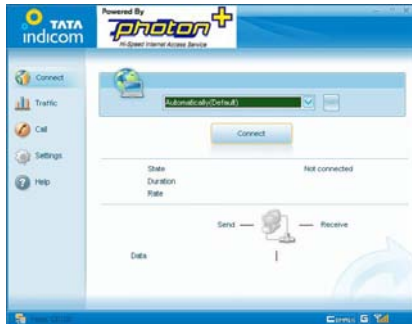 TATA
indicom
Powered By
photon+
Hi-Speed Internet Access Service
Connect
Traffic
Call
Settings
Help
Automatically(Default)
Connect
State Not connected
Duration
Rate
Send Receive
Data
G